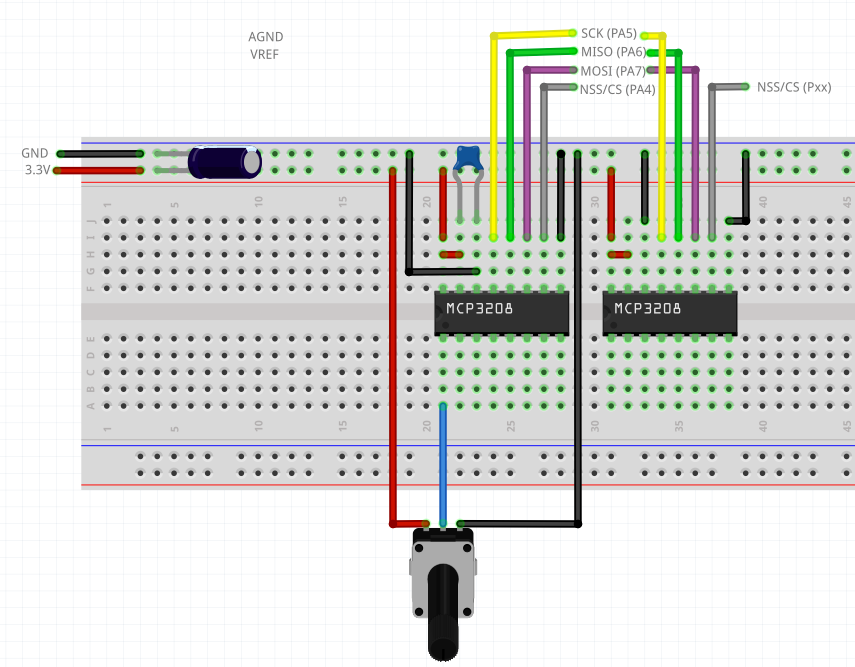 AGND
VREF
SCK (PA5)
MISO (PA6)
MOSI (PA7)
NSS/CS (PA4)
NSS/CS (Pxx)
GND
3.3V
1 5 10 15 20 25 30 35 40 45
J
I
H
G
F
MCP3208 MCP3208
E
D
C
B
A
1 5 10 15 20 25 30 35 40 45